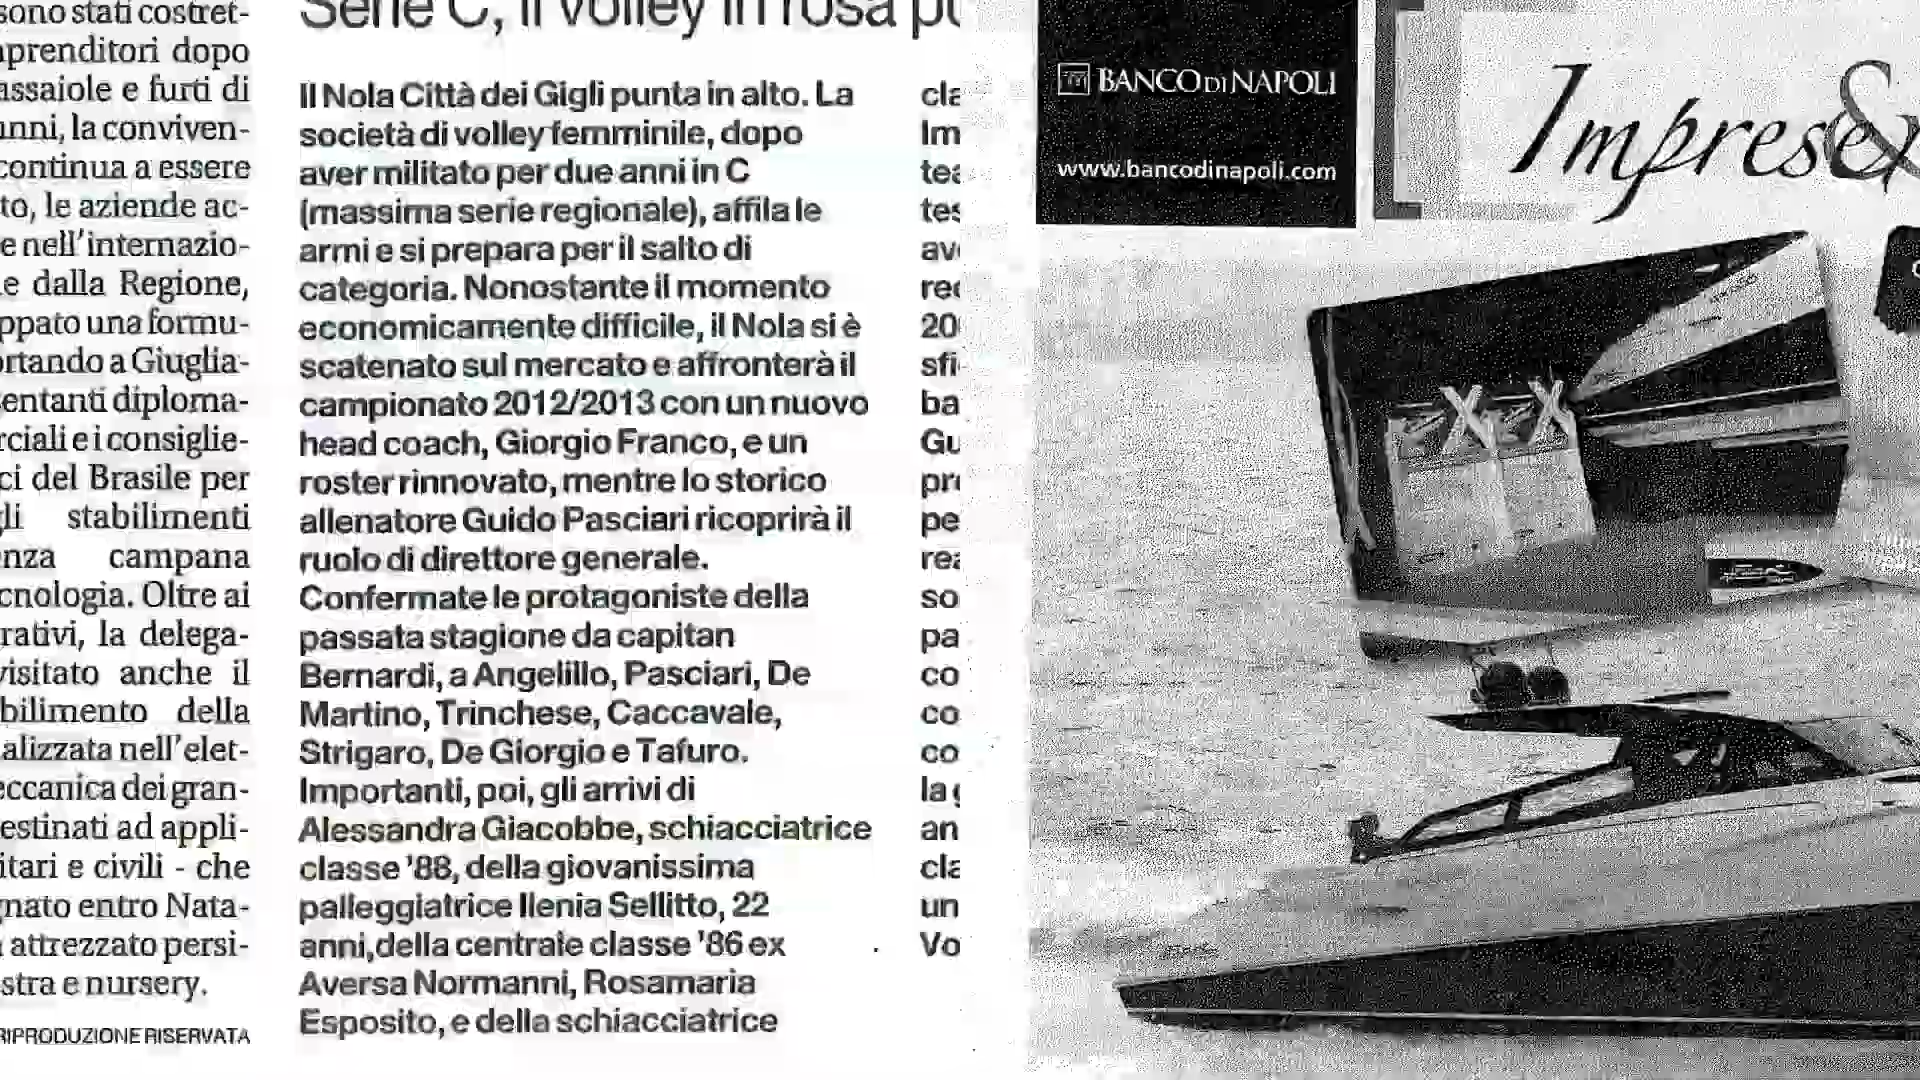 sono stati costret-
prenditori dopo
assaiole e furti di
anni, la conviven-
continua a essere
to, le aziende ac-
e nell'internazio-
e dalla Regione,
ppato una formu-
ortando a Giuglia-
sentanti diploma-
rciali e i consiglie-
ci del Brasile per
gli stabilimenti
nza campana
cnologia. Oltre ai
rativi, la delega-
visitato anche il
bilimento della
alizzata nell'elet-
eccanica dei gran-
estinati ad appli-
itari e civili - che
gnato entro Nata-
attrezzato persi-
stra e nursery.
RIPRODUZIONE RISERVATA
Serie C, il volley in rosa
Il Nola Città dei Gigli punta in alto. La
società di volley femminile, dopo
aver militato per due anni in C
(massima serie regionale), affila le
armi e si prepara per il salto di
categoria. Nonostante il momento
economicamente difficile, il Nola si è
scatenato sul mercato e affronterà il
campionato 2012/2013 con un nuovo
head coach, Giorgio Franco, e un
roster rinnovato, mentre lo storico
allenatore Guido Pasciari ricoprirà il
ruolo di direttore generale.
Confermate le protagoniste della
passata stagione da capitan
Bernardi, a Angelillo, Pasciari, De
Martino, Trinchese, Caccavale,
Strigaro, De Giorgio e Tafuro.
Importanti, poi, gli arrivi di
Alessandra Giacobbe, schiacciatrice
classe '88, della giovanissima
palleggiatrice Ilenia Sellitto, 22
anni,della centrale classe '86 ex
Aversa Normanni, Rosamaria
Esposito, e della schiacciatrice
cla
Im
tea
tes
av
rec
20
sfi
ba
Gu
pr
pe
rea
so
pa
co
co
co
la
an
cla
un
Vo
BANCO DI NAPOLI
www.bancodinapoli.com
Imprese&